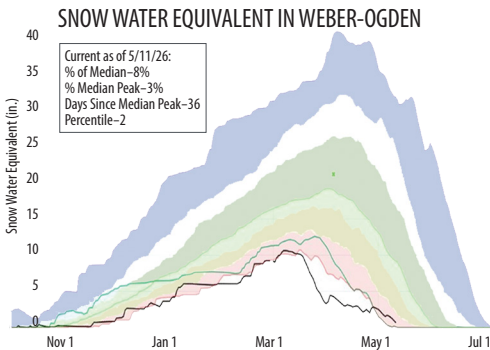 SNOW WATER EQUIVALENT IN WEBER-OGDEN
Current as of 5/11/26:
% of Median–8%
% Median Peak–3%
Days Since Median Peak–36
Percentile–2
Snow Water Equivalent (in.)
40
35
30
25
20
15
10
5
0
Nov 1
Jan 1
Mar 1
May 1
Jul 1